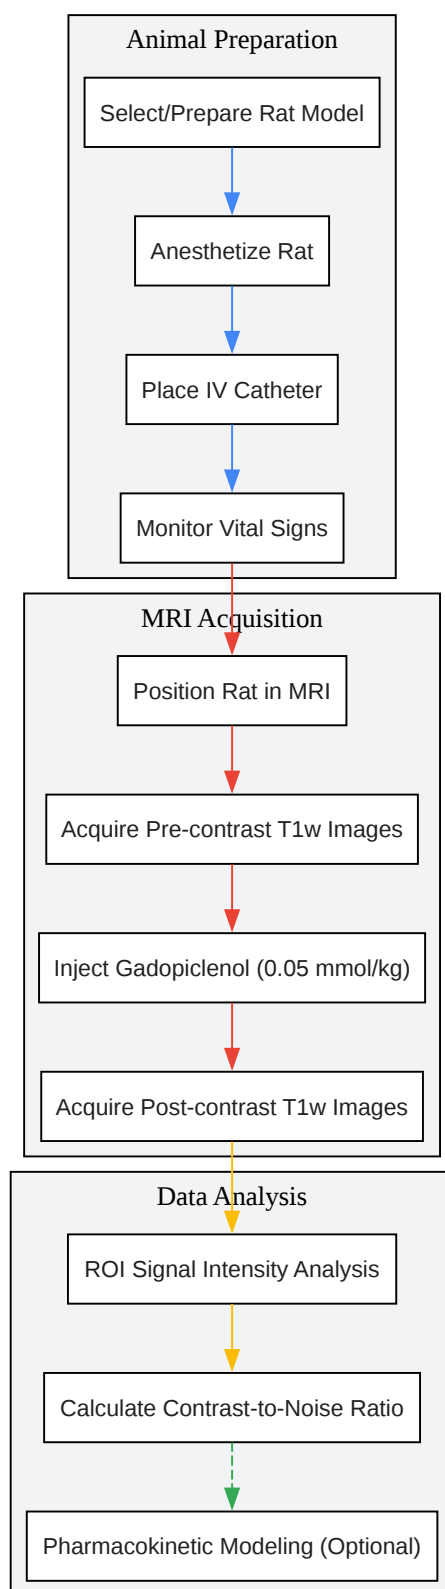 Animal Preparation
Select/Prepare Rat Model
Anesthetize Rat
Place IV Catheter
Monitor Vital Signs
MRI Acquisition
Position Rat in MRI
Acquire Pre-contrast T1w Images
Inject Gadopiclenol (0.05 mmol/kg)
Acquire Post-contrast T1w Images
Data Analysis
ROI Signal Intensity Analysis
Calculate Contrast-to-Noise Ratio
Pharmacokinetic Modeling (Optional)